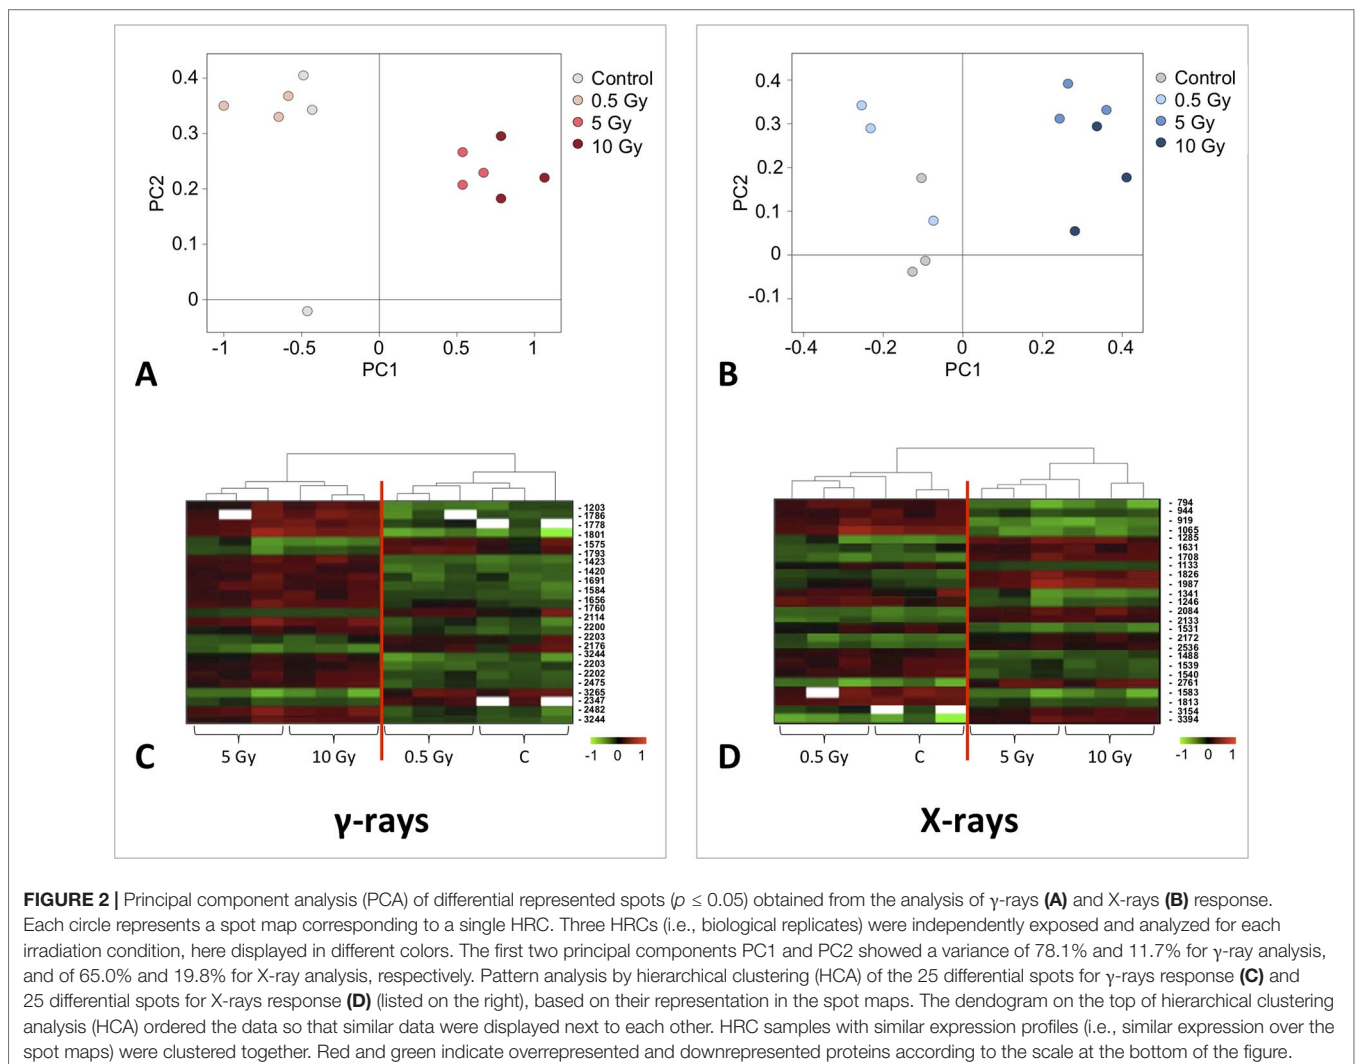 0.4
0.3
0.2
0.1
0
PC2
-1
-0.5
0
0.5
1
PC1
Control
0.5 Gy
5 Gy
10 Gy
A
0.4
0.3
0.2
0.1
0
-0.1
PC2
-0.4
-0.2
0
0.2
0.4
PC1
Control
0.5 Gy
5 Gy
10 Gy
B
- 1203
- 1786
- 1778
- 1801
- 1575
- 1793
- 1423
- 1420
- 1691
- 1584
- 1656
- 1760
- 2114
- 2200
- 2203
- 2176
- 3244
- 2203
- 2202
- 2475
- 3265
- 2347
- 2482
- 3244
5 Gy 10 Gy 0.5 Gy C
-1 0 1
C
γ-rays
- 794
- 944
- 919
- 1065
- 1285
- 1631
- 1708
- 1133
- 1826
- 1987
- 1341
- 1246
- 2084
- 2133
- 1531
- 2172
- 2536
- 1488
- 1539
- 1540
- 2761
- 1583
- 1813
- 3154
- 3394
0.5 Gy C 5 Gy 10 Gy
-1 0 1
D
X-rays
FIGURE 2 | Principal component analysis (PCA) of differential represented spots (p ≤ 0.05) obtained from the analysis of γ-rays (A) and X-rays (B) response.
Each circle represents a spot map corresponding to a single HRC. Three HRCs (i.e., biological replicates) were independently exposed and analyzed for each
irradiation condition, here displayed in different colors. The first two principal components PC1 and PC2 showed a variance of 78.1% and 11.7% for γ-ray analysis,
and of 65.0% and 19.8% for X-ray analysis, respectively. Pattern analysis by hierarchical clustering (HCA) of the 25 differential spots for γ-rays response (C) and
25 differential spots for X-rays response (D) (listed on the right), based on their representation in the spot maps. The dendogram on the top of hierarchical clustering
analysis (HCA) ordered the data so that similar data were displayed next to each other. HRC samples with similar expression profiles (i.e., similar expression over the
spot maps) were clustered together. Red and green indicate overrepresented and downrepresented proteins according to the scale at the bottom of the figure.